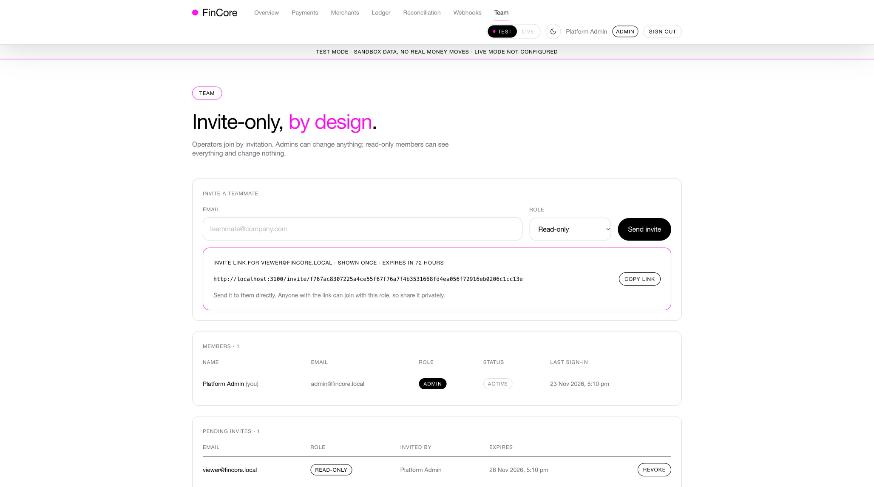 FinCore Overview Payments Merchants Ledger Reconciliation Webhooks Team
TEST LIVE Platform Admin ADMIN SIGN OUT
TEST MODE · SANDBOX DATA, NO REAL MONEY MOVES · LIVE MODE NOT CONFIGURED
TEAM
Invite-only, by design.
Operators join by invitation. Admins can change anything; read-only members can see
everything and change nothing.
INVITE A TEAMMATE
EMAIL ROLE
teammate@company.com Read-only Send invite
INVITE LINK FOR VIEWER@FINCORE.LOCAL · SHOWN ONCE · EXPIRES IN 72 HOURS
COPY LINK
Send it to them directly. Anyone with the link can join with this role, so share it privately.
MEMBERS · 1
NAME EMAIL ROLE STATUS LAST SIGN-IN
Platform Admin (you) admin@fincore.local ADMIN ACTIVE 23 Nov 2026, 5:10 pm
PENDING INVITES · 1
EMAIL ROLE INVITED BY EXPIRES
viewer@fincore.local READ-ONLY Platform Admin 26 Nov 2026, 5:10 pm REVOKE